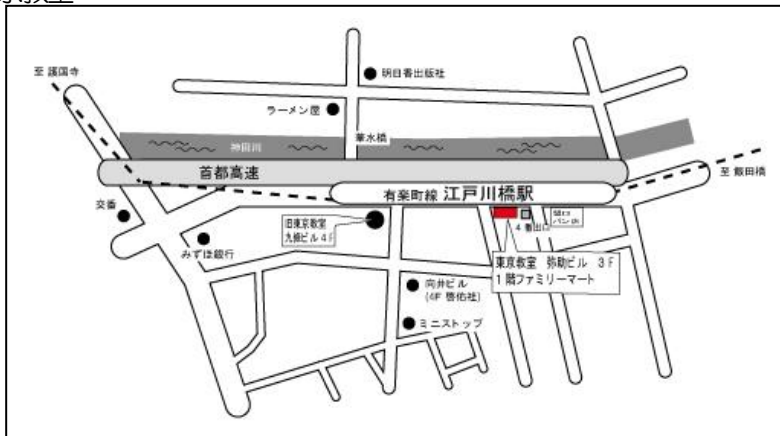 至 護国寺
明日香出版社
ラーメン屋
華水橋
神田川
首都高速
至 飯田橋
有楽町線 江戸川橋駅
交番
旧東京教室
九段ビル4F
4番出口
みずほ銀行
東京教室 弥助ビル 3F
1階ファミリーマート
向井ビル
(4F 啓佑社)
ミニストップ